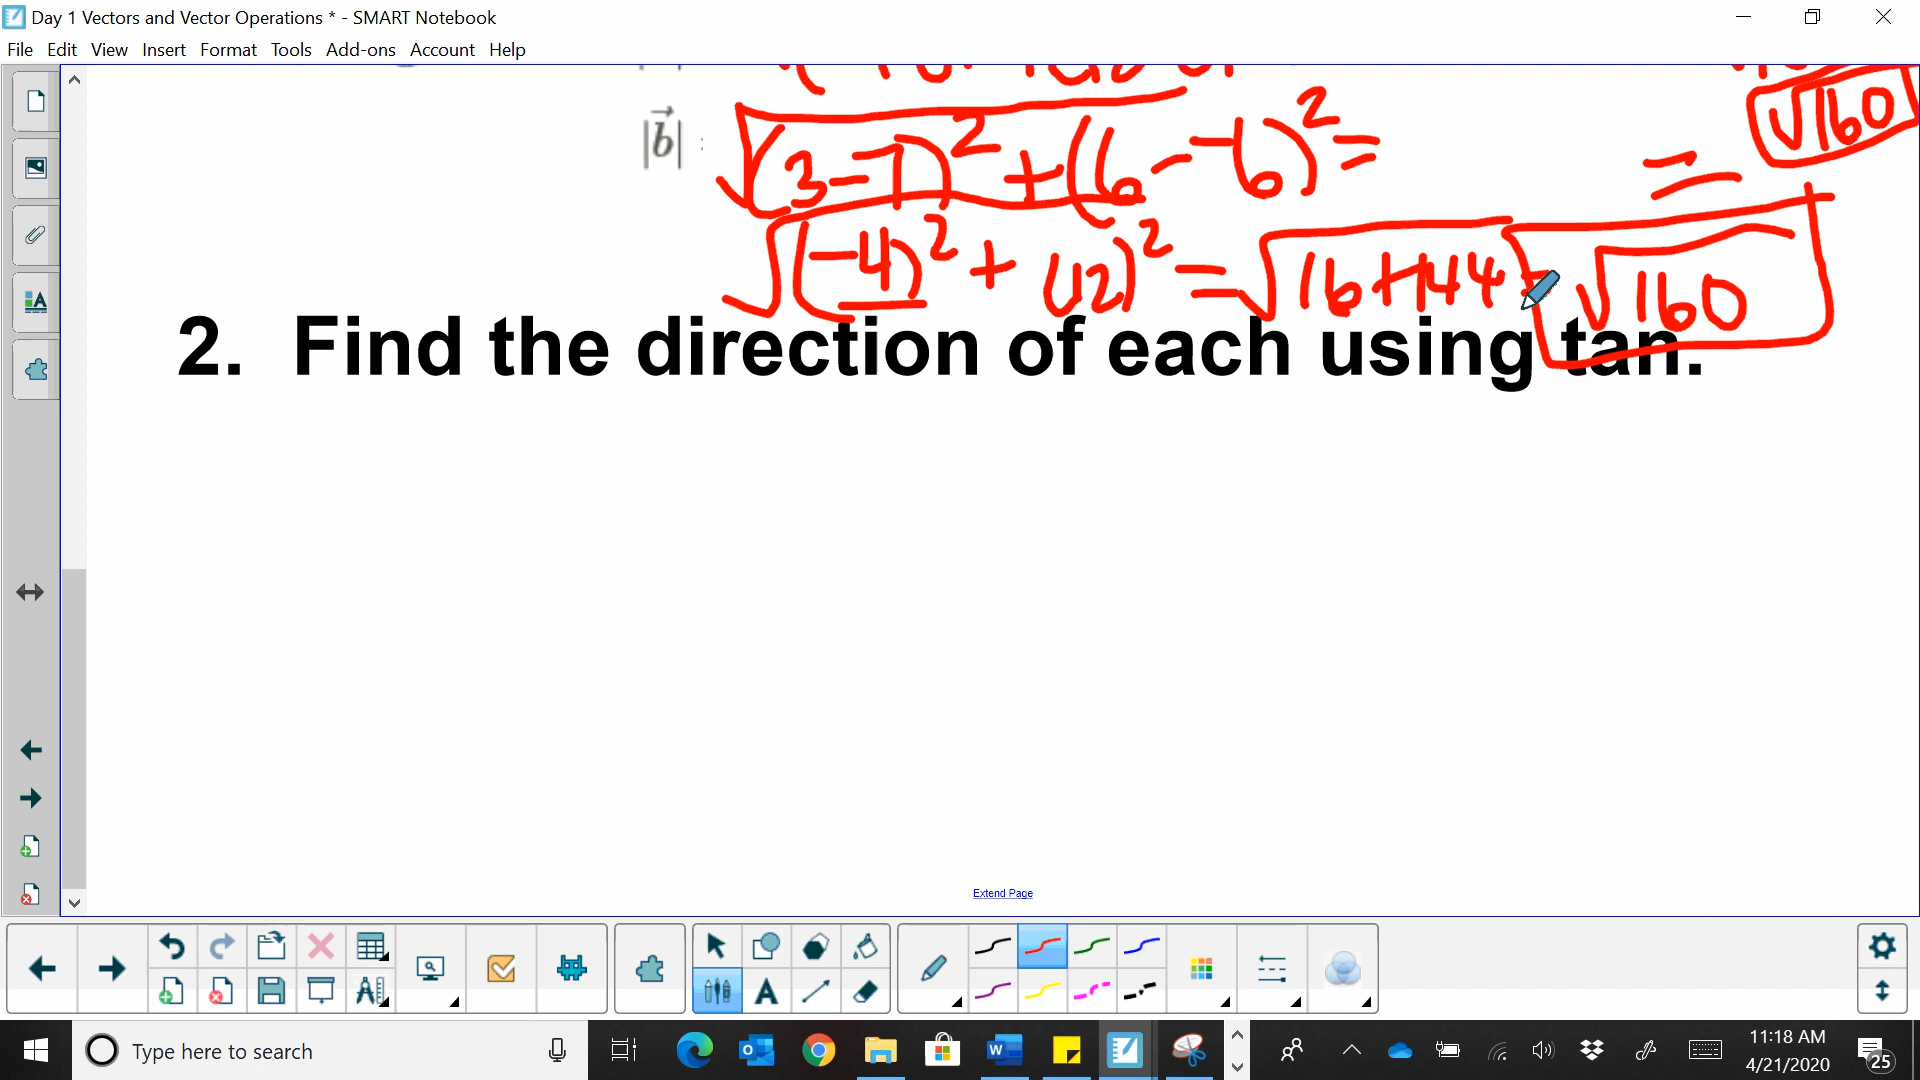 Day 1 Vectors and Vector Operations * - SMART Notebook
File Edit View Insert Format Tools Add-ons Account Help
√160
|b⃗| : √(3-7)² + (6--6)² =
=
√(-4)² + (12)² = √16+144 = √160
2. Find the direction of each using tan.
Extend Page
Type here to search
11:18 AM
4/21/2020
25